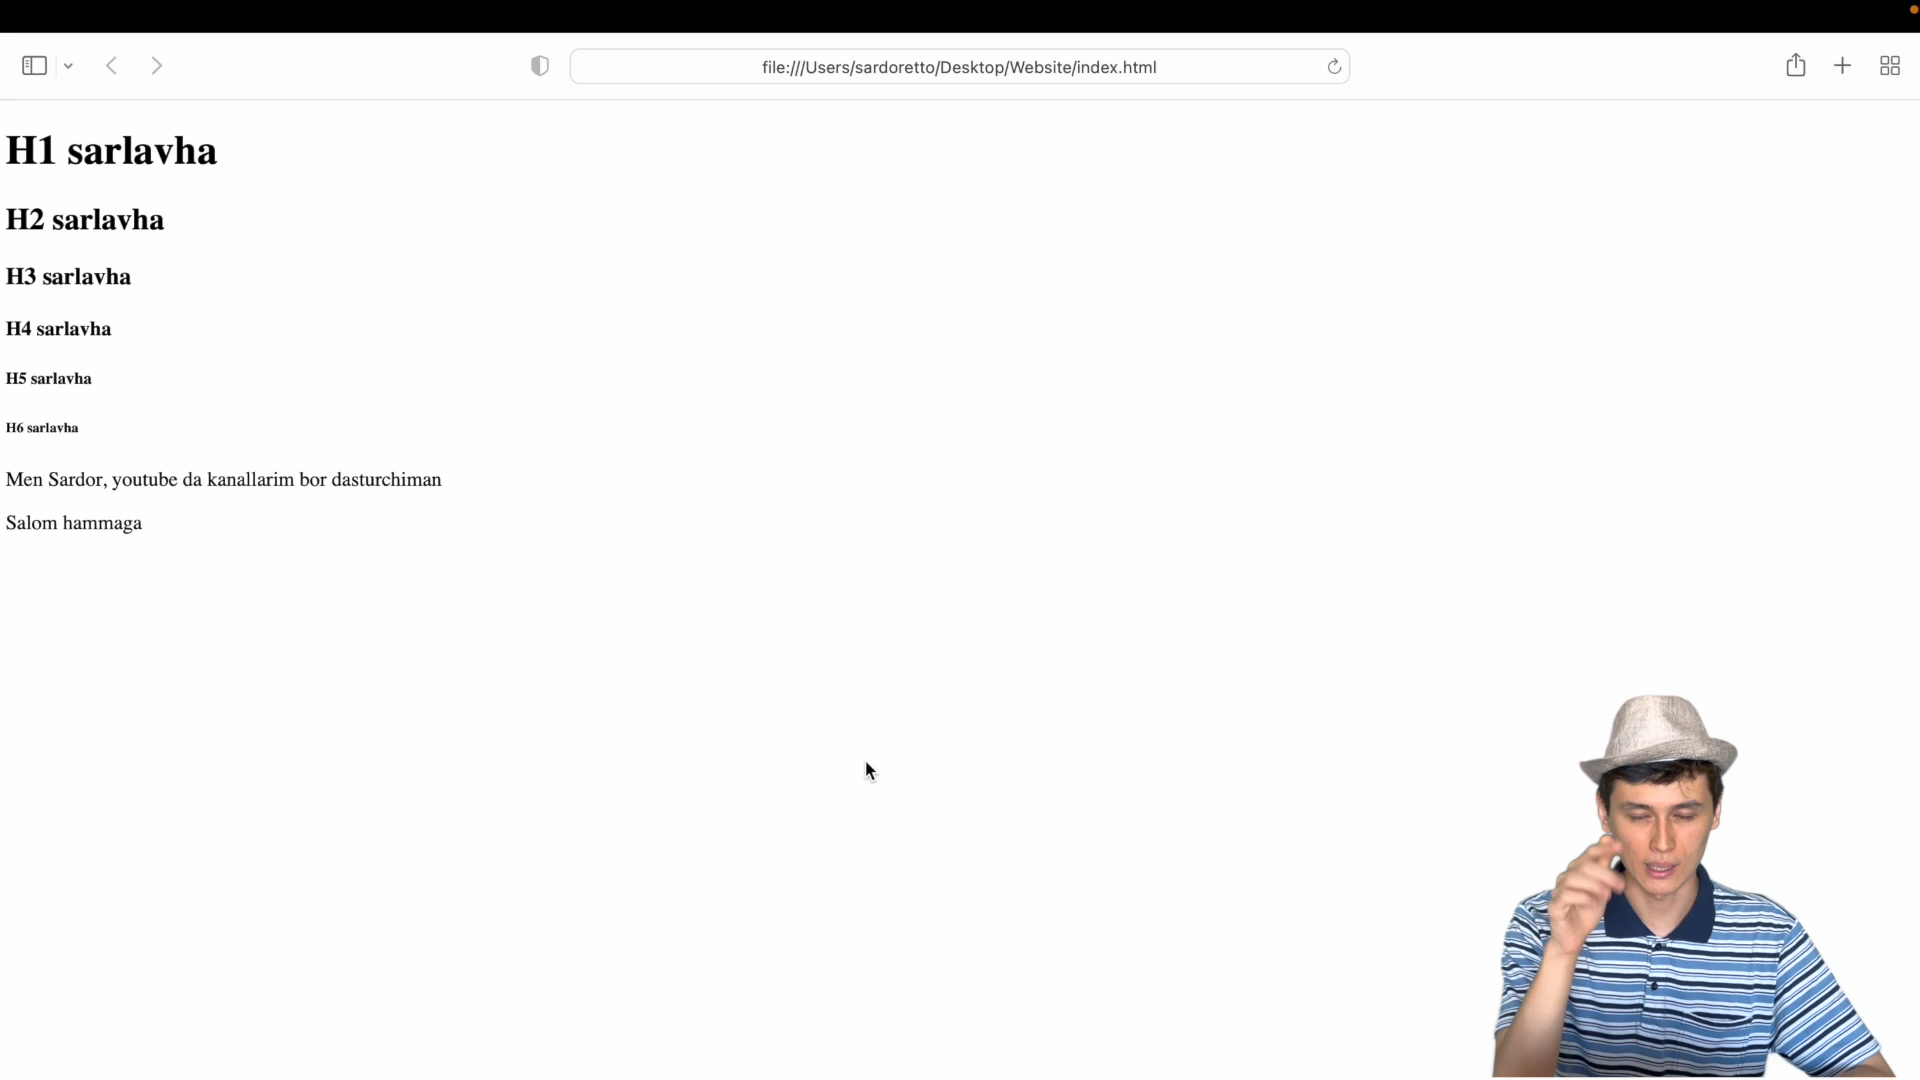 file:///Users/sardoretto/Desktop/Website/index.html
H1 sarlavha
H2 sarlavha
H3 sarlavha
H4 sarlavha
H5 sarlavha
H6 sarlavha
Men Sardor, youtube da kanallarim bor dasturchiman
Salom hammaga